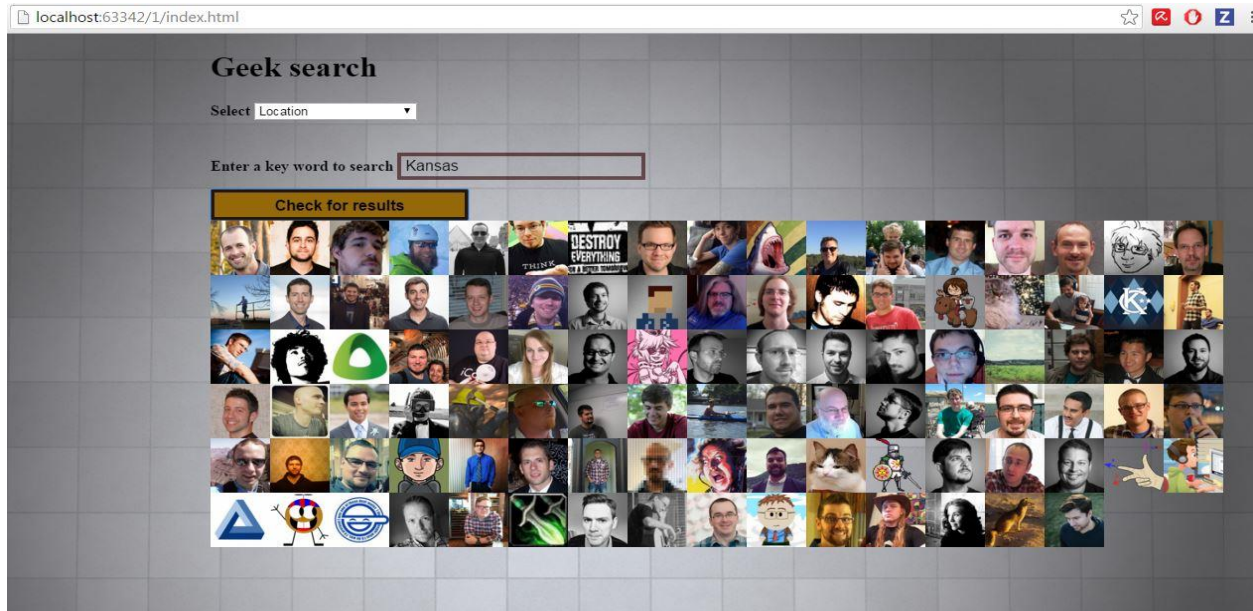 localhost:63342/1/index.html
Z
Geek search
Select Location
Enter a key word to search Kansas
Check for results
THINK
DESTROY
EVERYTHING
KC